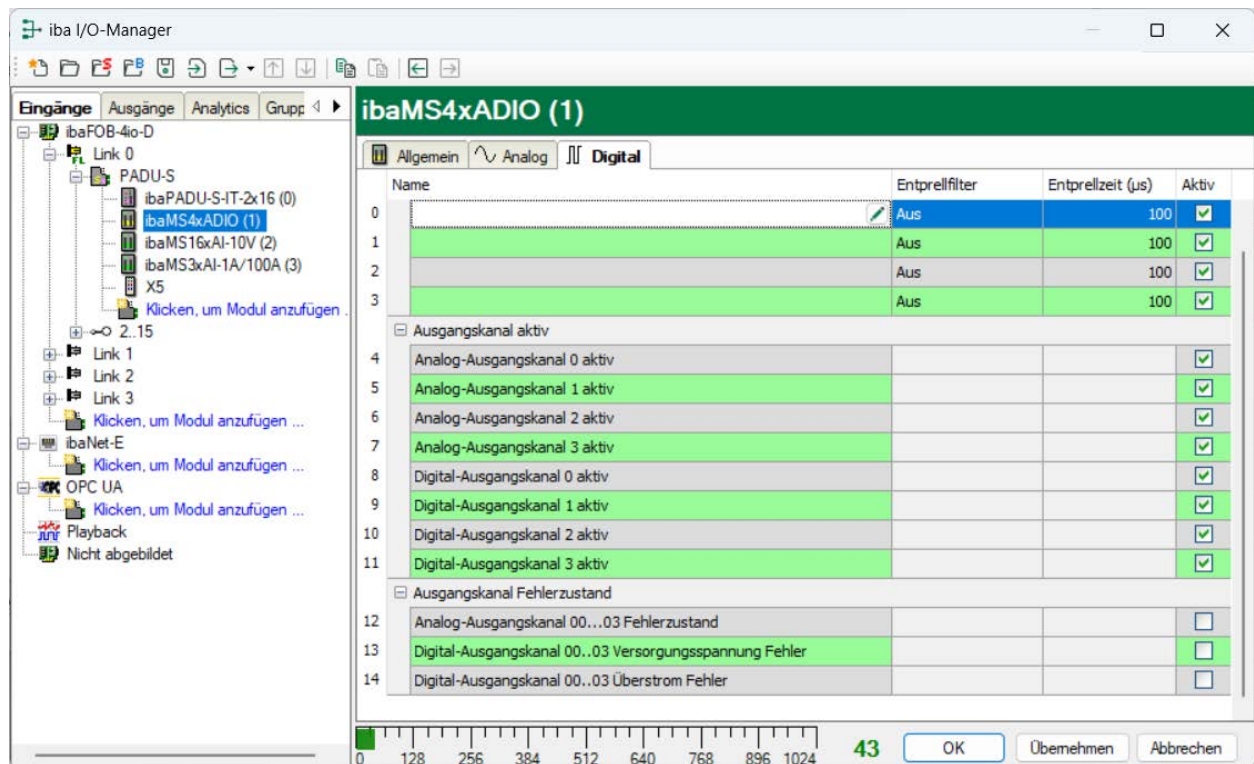 iba I/O-Manager
Eingänge Ausgänge Analytics Grupp
ibaFOB-4io-D
Link 0
PADU-S
ibaPADU-S-IT-2x16 (0)
ibaMS4xADIO (1)
ibaMS16xAI-10V (2)
ibaMS3xAI-1A/100A (3)
X5
Klicken, um Modul anzufügen .
2..15
Link 1
Link 2
Link 3
Klicken, um Modul anzufügen ...
ibaNet-E
Klicken, um Modul anzufügen ...
OPC UA
Klicken, um Modul anzufügen ...
Playback
Nicht abgebildet
ibaMS4xADIO (1)
Allgemein Analog Digital
Name Entprellfilter Entprellzeit (µs) Aktiv
0 Aus 100
1 Aus 100
2 Aus 100
3 Aus 100
Ausgangskanal aktiv
4 Analog-Ausgangskanal 0 aktiv
5 Analog-Ausgangskanal 1 aktiv
6 Analog-Ausgangskanal 2 aktiv
7 Analog-Ausgangskanal 3 aktiv
8 Digital-Ausgangskanal 0 aktiv
9 Digital-Ausgangskanal 1 aktiv
10 Digital-Ausgangskanal 2 aktiv
11 Digital-Ausgangskanal 3 aktiv
Ausgangskanal Fehlerzustand
12 Analog-Ausgangskanal 00...03 Fehlerzustand
13 Digital-Ausgangskanal 00..03 Versorgungsspannung Fehler
14 Digital-Ausgangskanal 00..03 Überstrom Fehler
0 128 256 384 512 640 768 896 1024 43 OK Übernehmen Abbrechen